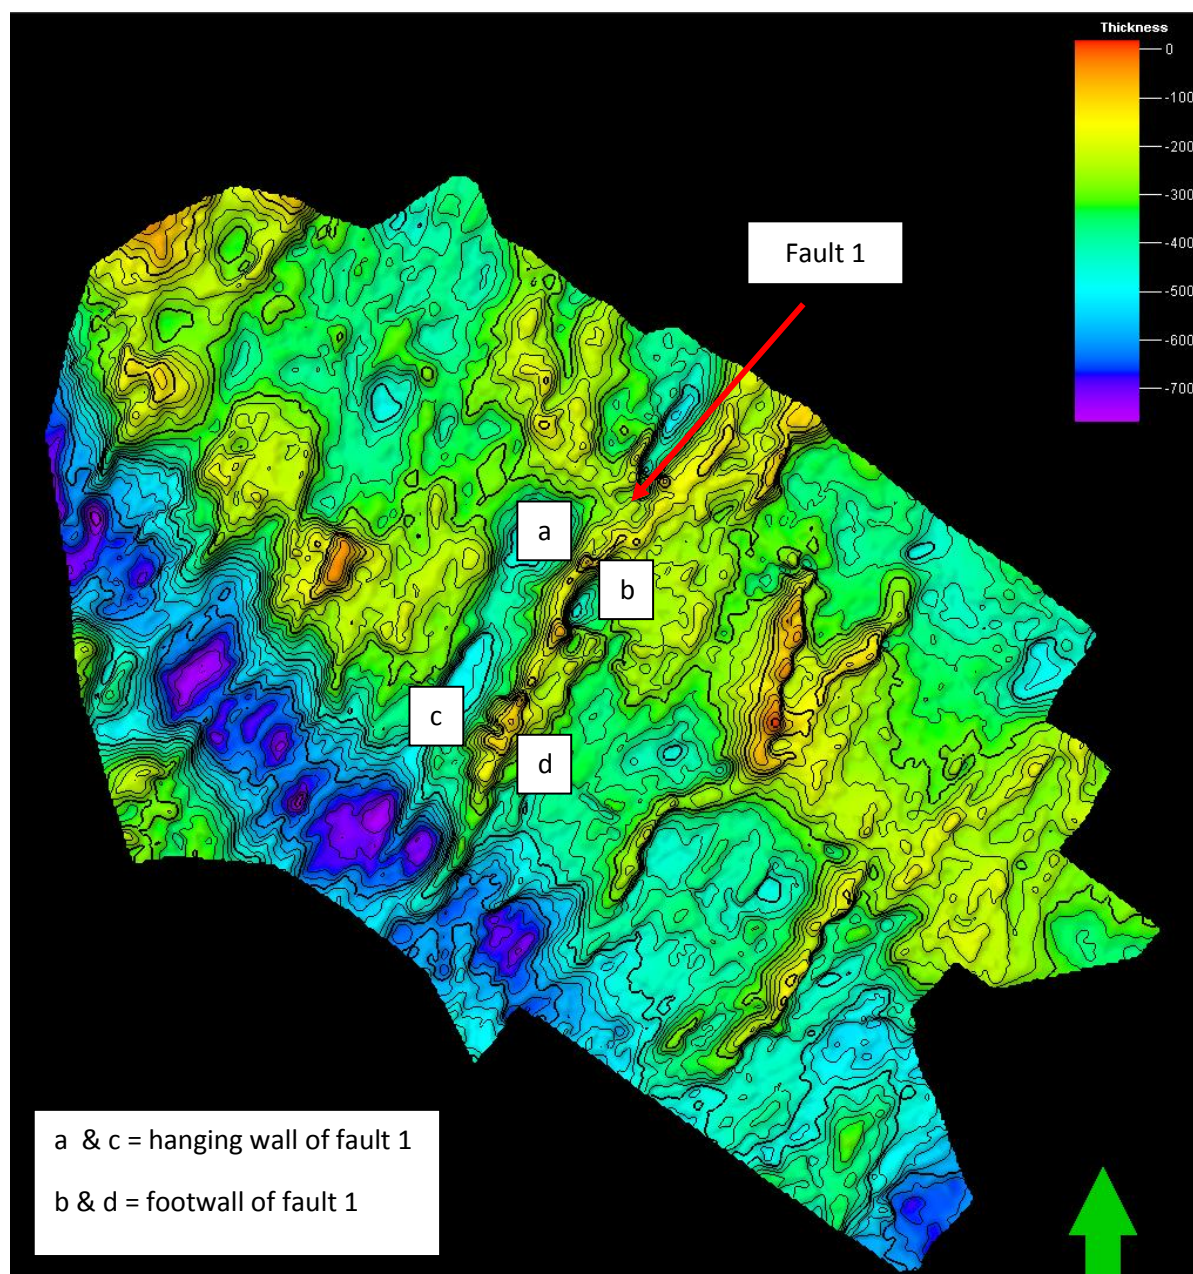 Thickness
0
-100
-200
-300
-400
-500
-600
-700
Fault 1
a
b
c
d
a & c = hanging wall of fault 1
b & d = footwall of fault 1